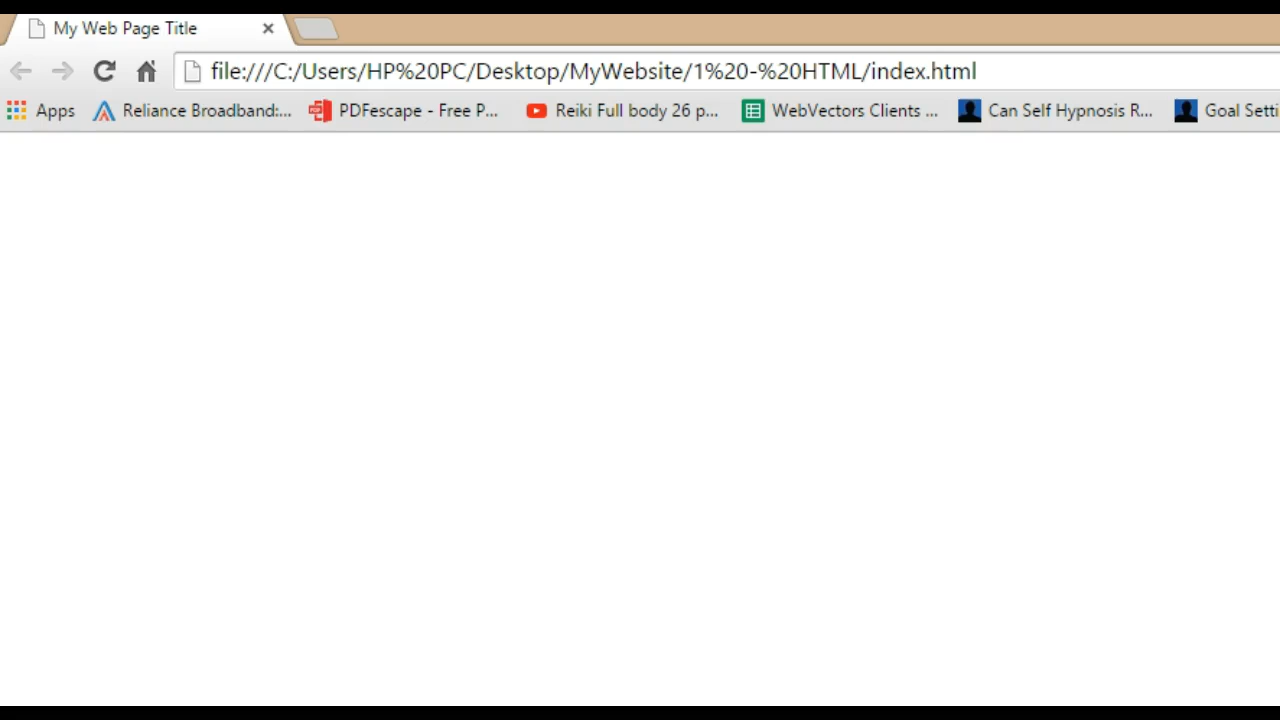 My Web Page Title
file:///C:/Users/HP%20PC/Desktop/MyWebsite/1%20-%20HTML/index.html
Apps Reliance Broadband:... PDFescape - Free P... Reiki Full body 26 p... WebVectors Clients ... Can Self Hypnosis R... Goal Setti